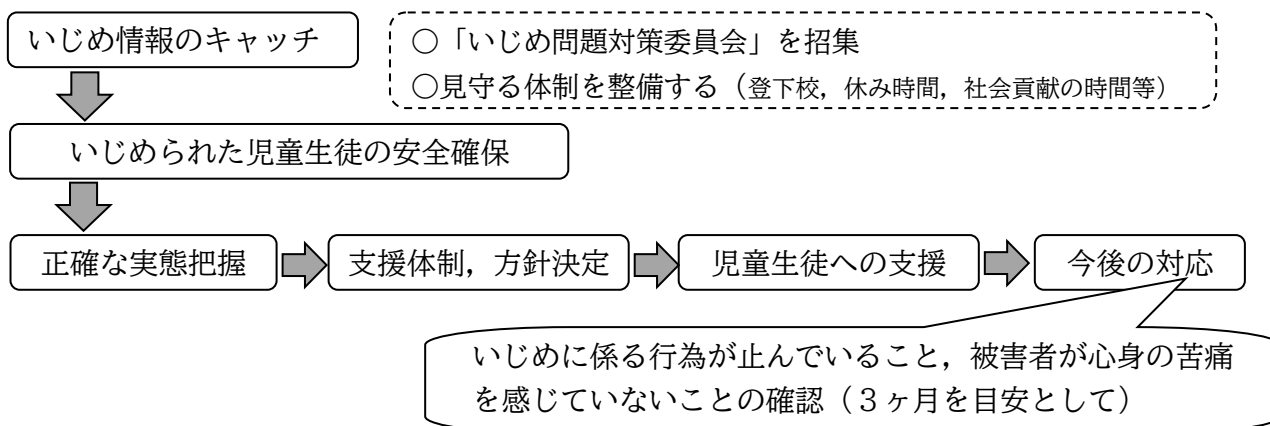 いじめ情報のキャッチ
○「いじめ問題対策委員会」を招集
○見守る体制を整備する(登下校，休み時間，社会貢献の時間等)
いじめられた児童生徒の安全確保
正確な実態把握
支援体制，方針決定
児童生徒への支援
今後の対応
いじめに係る行為が止んでいること，被害者が心身の苦痛
を感じていないことの確認（３ヶ月を目安として）